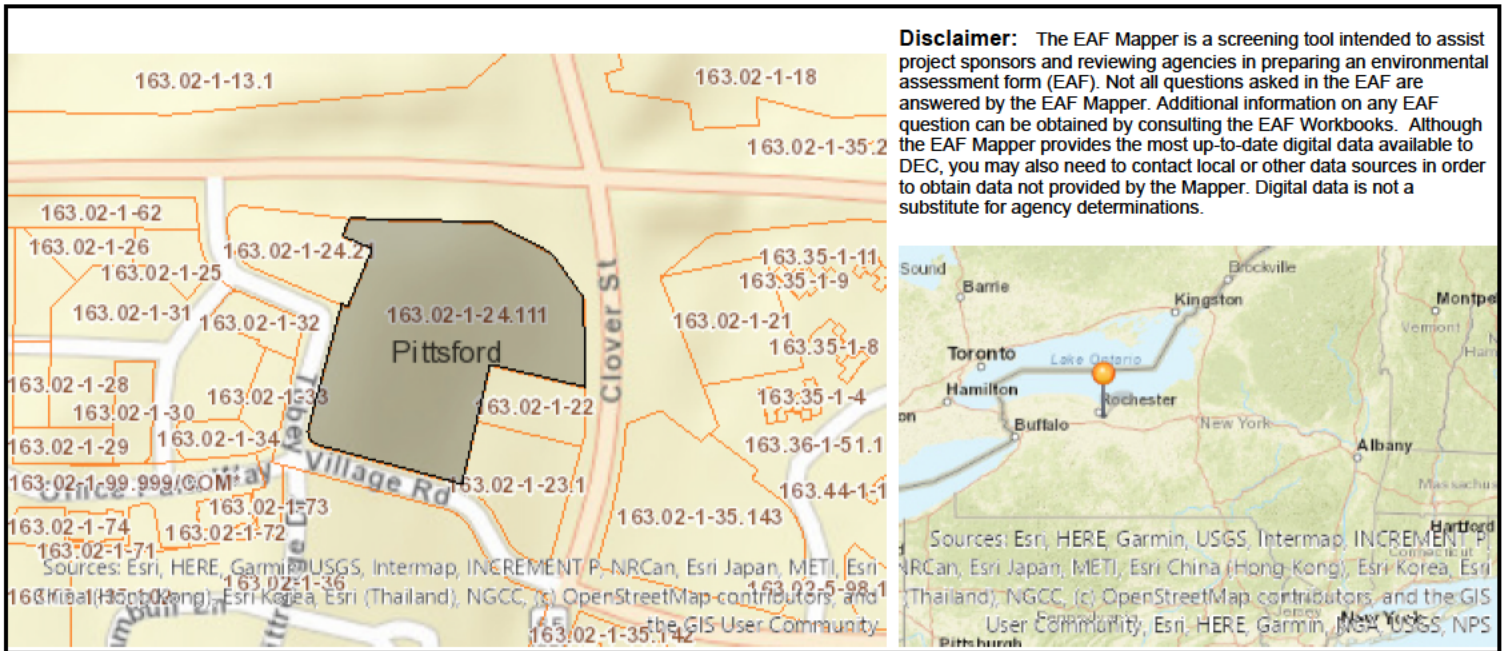 163.02-1-13.1
163.02-1-18
163.02-1-35.2
163.02-1-62
163.02-1-26
163.02-1-24.2
163.02-1-25
163.02-1-31
163.02-1-32
163.02-1-24.111
Pittsford
Clover St
163.35-1-11
163.35-1-9
163.02-1-21
163.35-1-8
163.02-1-28
163.02-1-30
163.02-1-22
163.35-1-4
163.02-1-29
163.02-1-34
163.36-1-51.1
Village Rd
163.02-1-99.999/COM
163.02-1-23.1
163.44-1-1
163.02-1-73
163.02-1-74
163.02-1-72
163.02-1-35.143
163.02-1-71
163.02-1-36
Sources: Esri, HERE, Garmin, USGS, Intermap, INCREMENT P, NRCan, Esri Japan, METI, Esri
China (Hong Kong), Esri Korea, Esri (Thailand), NGCC, (c) OpenStreetMap contributors, and
the GIS User Community
163.02-1-35.142
Disclaimer: The EAF Mapper is a screening tool intended to assist
project sponsors and reviewing agencies in preparing an environmental
assessment form (EAF). Not all questions asked in the EAF are
answered by the EAF Mapper. Additional information on any EAF
question can be obtained by consulting the EAF Workbooks. Although
the EAF Mapper provides the most up-to-date digital data available to
DEC, you may also need to contact local or other data sources in order
to obtain data not provided by the Mapper. Digital data is not a
substitute for agency determinations.
Sound
Brockville
Barrie
Kingston
Montpel
Vermont
Toronto
Lake Ontario
Hamilton
Rochester
Buffalo
New York
Albany
Massachus
Hartford
Connecticut
Sources: Esri, HERE, Garmin, USGS, Intermap, INCREMENT P,
NRCan, Esri Japan, METI, Esri China (Hong Kong), Esri Korea, Esri
(Thailand), NGCC, (c) OpenStreetMap contributors, and the GIS
User Community, Esri, HERE, Garmin, NGA, USGS, NPS
Pennsylvania
Jersey
New York
Pittsburgh